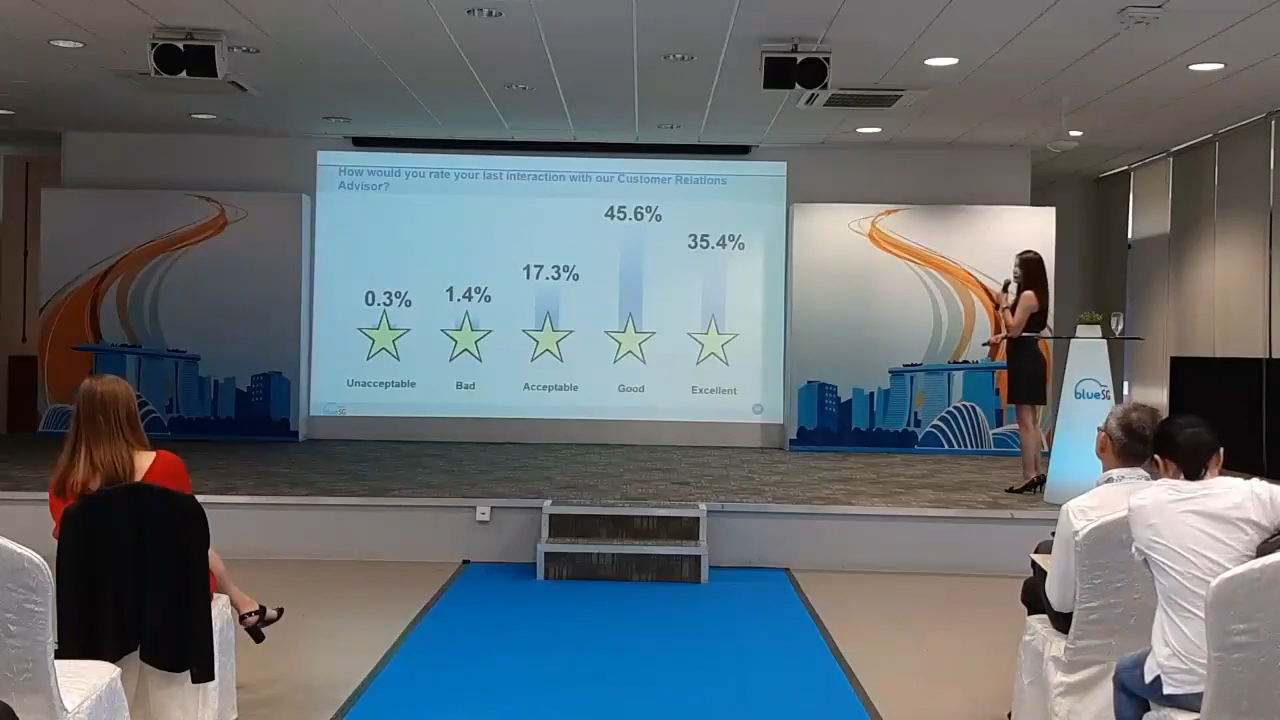 How would you rate your last interaction with our Customer Relations
Advisor?
45.6%
35.4%
17.3%
1.4%
0.3%
Unacceptable Bad Acceptable Good Excellent
blueSG
blueSG